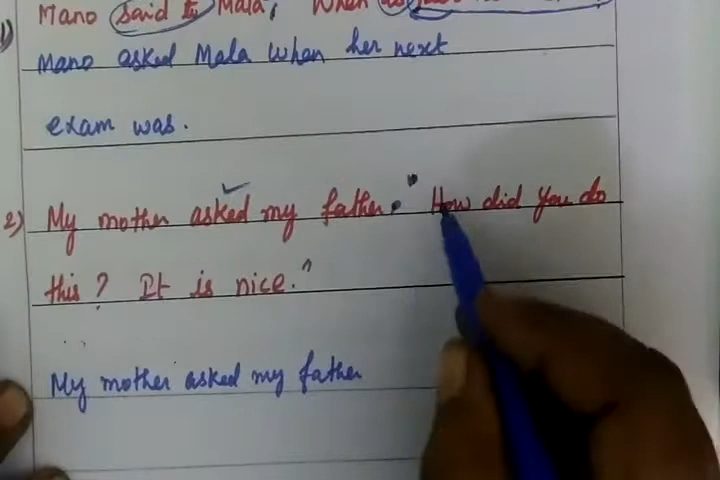 Mano said to Mala, When
1)
Mano asked Mala when her next
exam was.
2) My mother asked my father, "How did you do
this? It is nice."
My mother asked my father